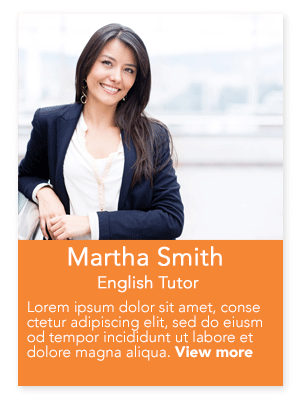 Martha Smith
English Tutor
Lorem ipsum dolor sit amet, conse
ctetur adipiscing elit, sed do eiusm
od tempor incididunt ut labore et
dolore magna aliqua. View more